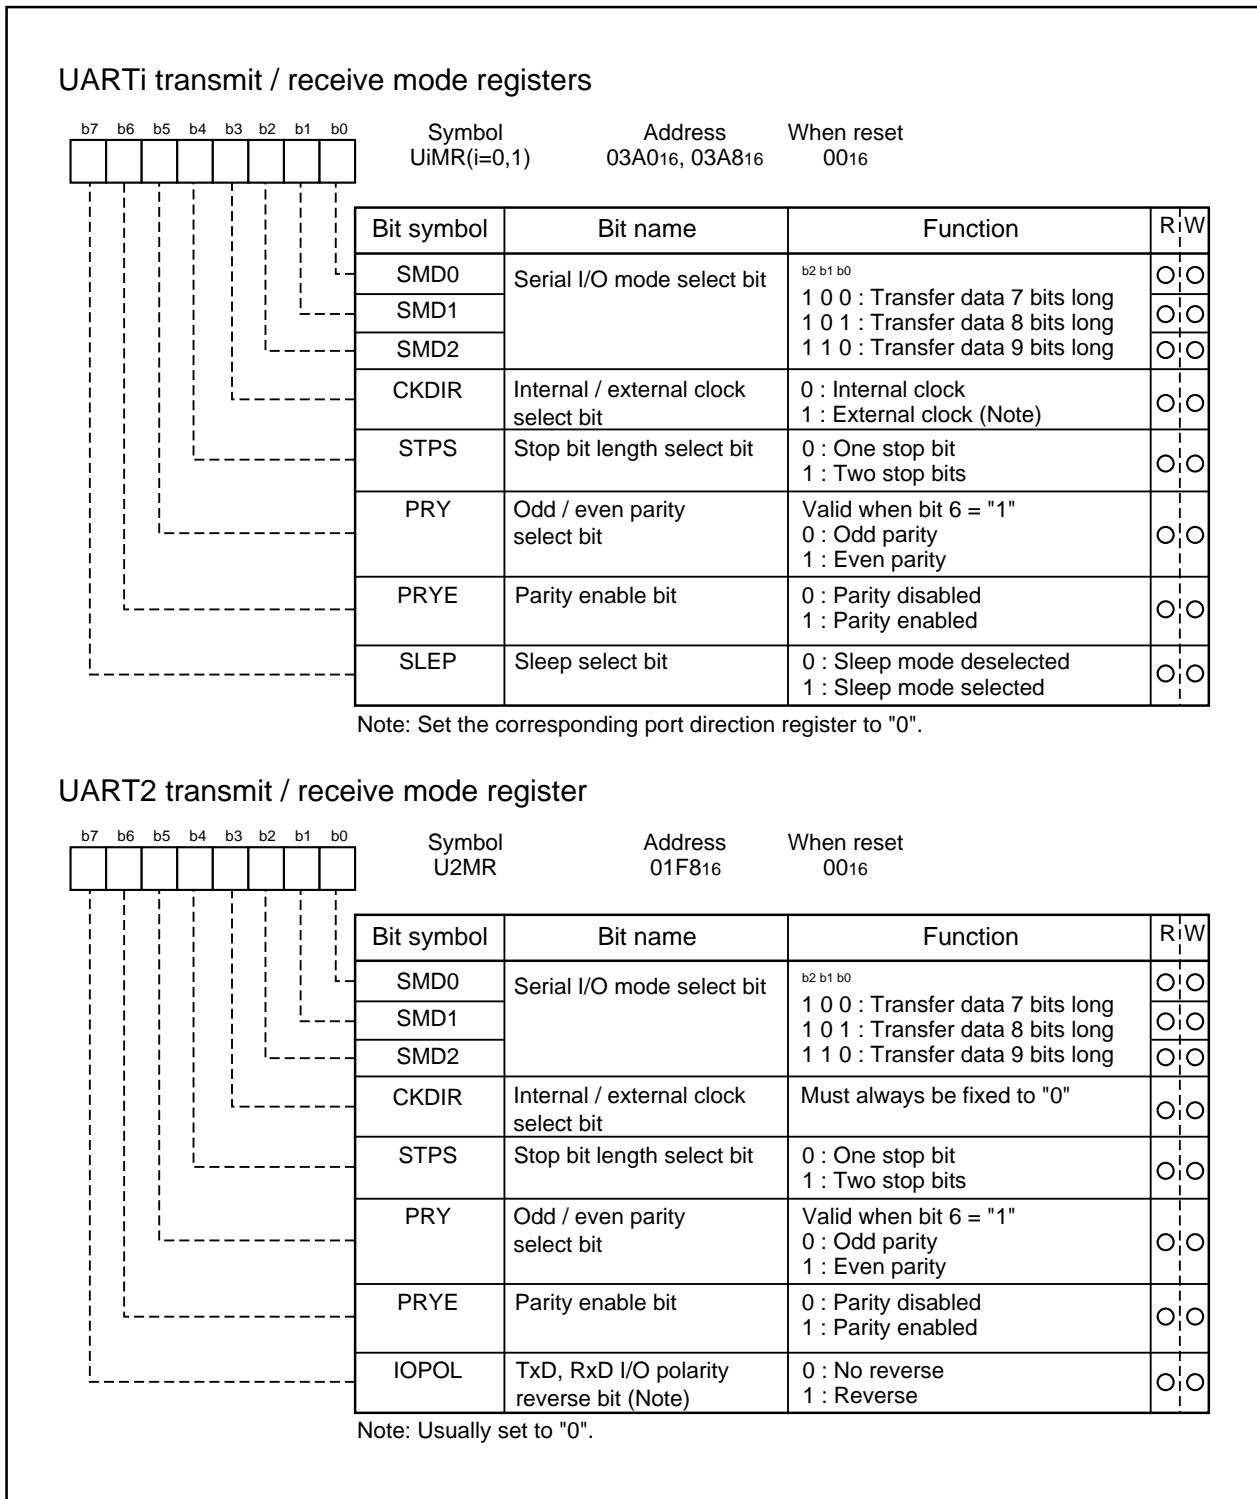 UARTi transmit / receive mode registers
b7 b6 b5 b4 b3 b2 b1 b0
Symbol Address When reset
UiMR(i=0,1) 03A016, 03A816 0016
Bit symbol Bit name Function R W
SMD0 Serial I/O mode select bit b2 b1 b0
1 0 0 : Transfer data 7 bits long
SMD1 1 0 1 : Transfer data 8 bits long
SMD2 1 1 0 : Transfer data 9 bits long
CKDIR Internal / external clock 0 : Internal clock
select bit 1 : External clock (Note)
STPS Stop bit length select bit 0 : One stop bit
1 : Two stop bits
PRY Odd / even parity Valid when bit 6 = "1"
select bit 0 : Odd parity
1 : Even parity
PRYE Parity enable bit 0 : Parity disabled
1 : Parity enabled
SLEP Sleep select bit 0 : Sleep mode deselected
1 : Sleep mode selected
Note: Set the corresponding port direction register to "0".
UART2 transmit / receive mode register
b7 b6 b5 b4 b3 b2 b1 b0
Symbol Address When reset
U2MR 01F816 0016
Bit symbol Bit name Function R W
SMD0 Serial I/O mode select bit b2 b1 b0
1 0 0 : Transfer data 7 bits long
SMD1 1 0 1 : Transfer data 8 bits long
SMD2 1 1 0 : Transfer data 9 bits long
CKDIR Internal / external clock Must always be fixed to "0"
select bit
STPS Stop bit length select bit 0 : One stop bit
1 : Two stop bits
PRY Odd / even parity Valid when bit 6 = "1"
select bit 0 : Odd parity
1 : Even parity
PRYE Parity enable bit 0 : Parity disabled
1 : Parity enabled
IOPOL TxD, RxD I/O polarity 0 : No reverse
reverse bit (Note) 1 : Reverse
Note: Usually set to "0".